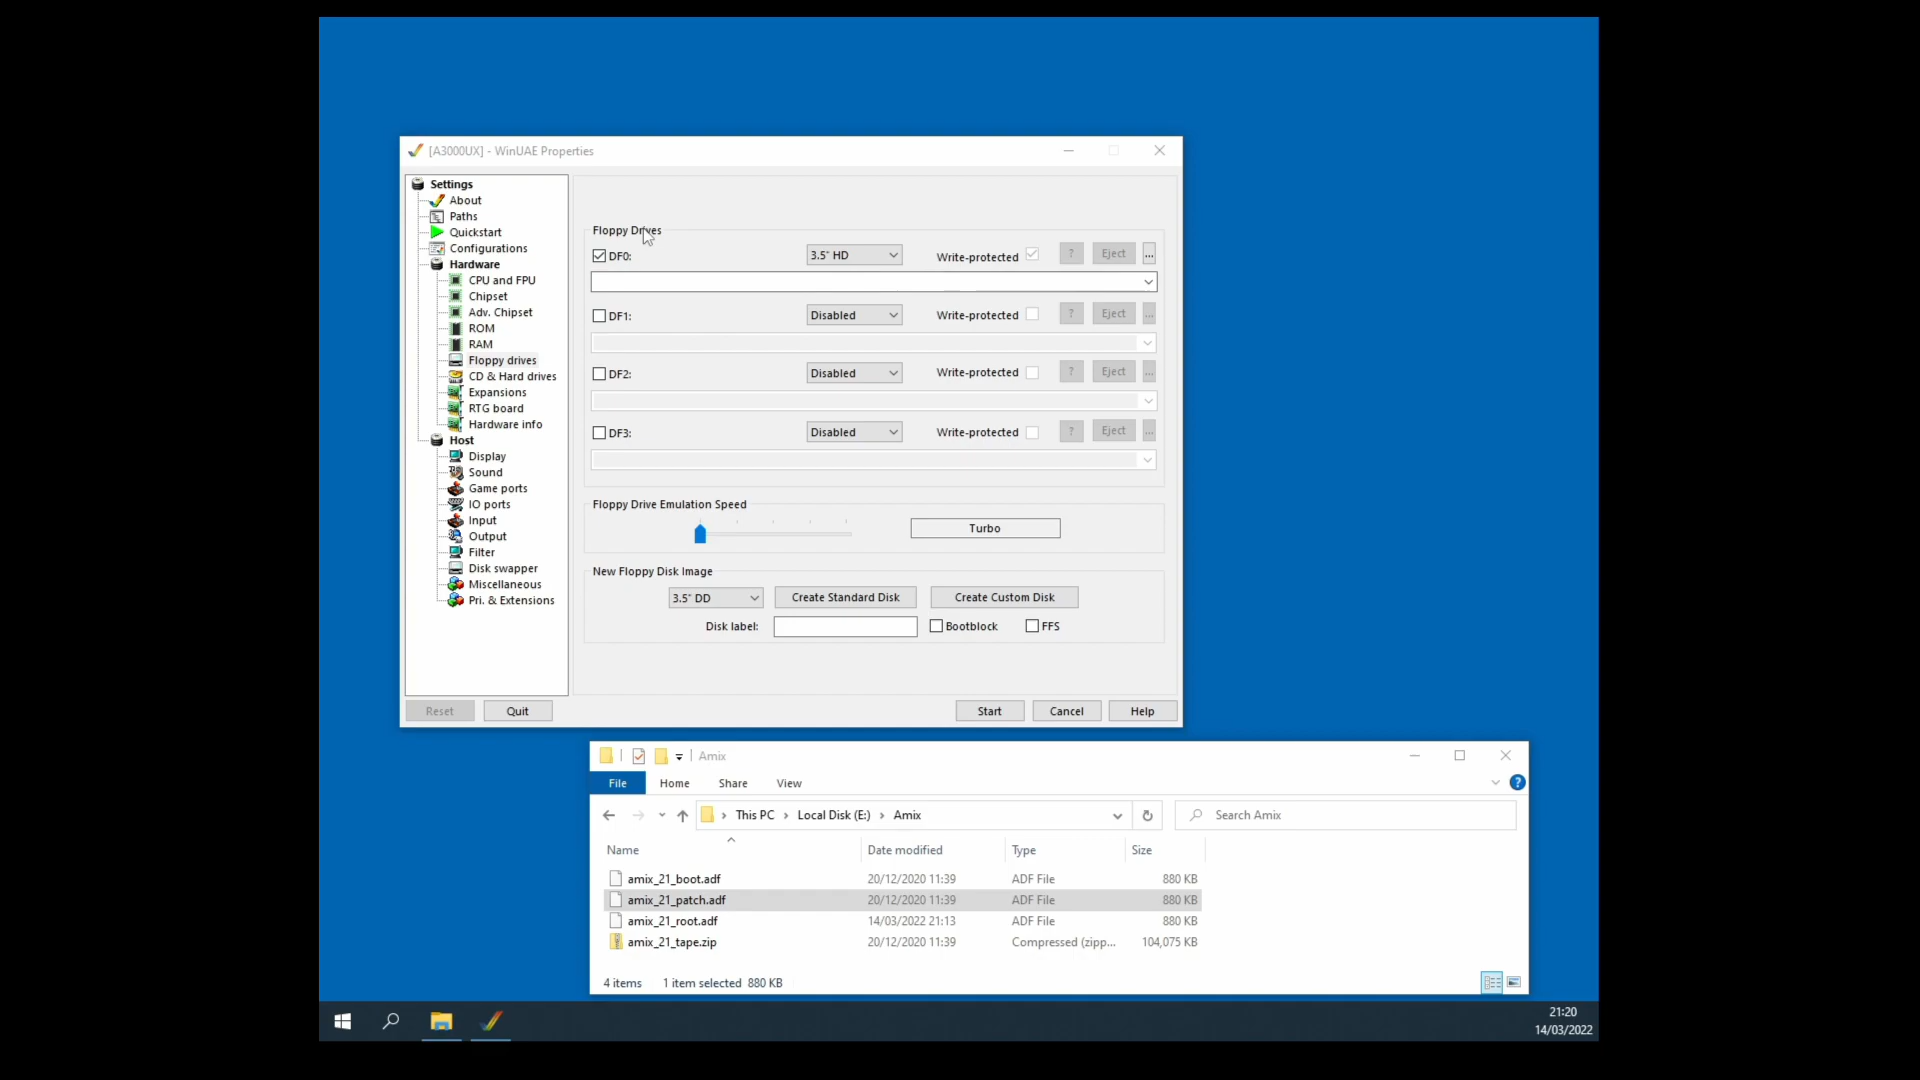 [A3000UX] - WinUAE Properties
Settings
About
Paths
Quickstart
Configurations
Hardware
CPU and FPU
Chipset
Adv. Chipset
ROM
RAM
Floppy drives
CD & Hard drives
Expansions
RTG board
Hardware info
Host
Display
Sound
Game ports
IO ports
Input
Output
Filter
Disk swapper
Miscellaneous
Pri. & Extensions
Floppy Drives
DF0: 3.5" HD Write-protected ? Eject ...
DF1: Disabled Write-protected ? Eject ...
DF2: Disabled Write-protected ? Eject ...
DF3: Disabled Write-protected ? Eject ...
Floppy Drive Emulation Speed
Turbo
New Floppy Disk Image
3.5" DD Create Standard Disk Create Custom Disk
Disk label: Bootblock FFS
Reset Quit Start Cancel Help
Amix
File Home Share View
This PC Local Disk (E:) Amix Search Amix
Name Date modified Type Size
amix_21_boot.adf 20/12/2020 11:39 ADF File 880 KB
amix_21_patch.adf 20/12/2020 11:39 ADF File 880 KB
amix_21_root.adf 14/03/2022 21:13 ADF File 880 KB
amix_21_tape.zip 20/12/2020 11:39 Compressed (zipp... 104,075 KB
4 items 1 item selected 880 KB
21:20
14/03/2022